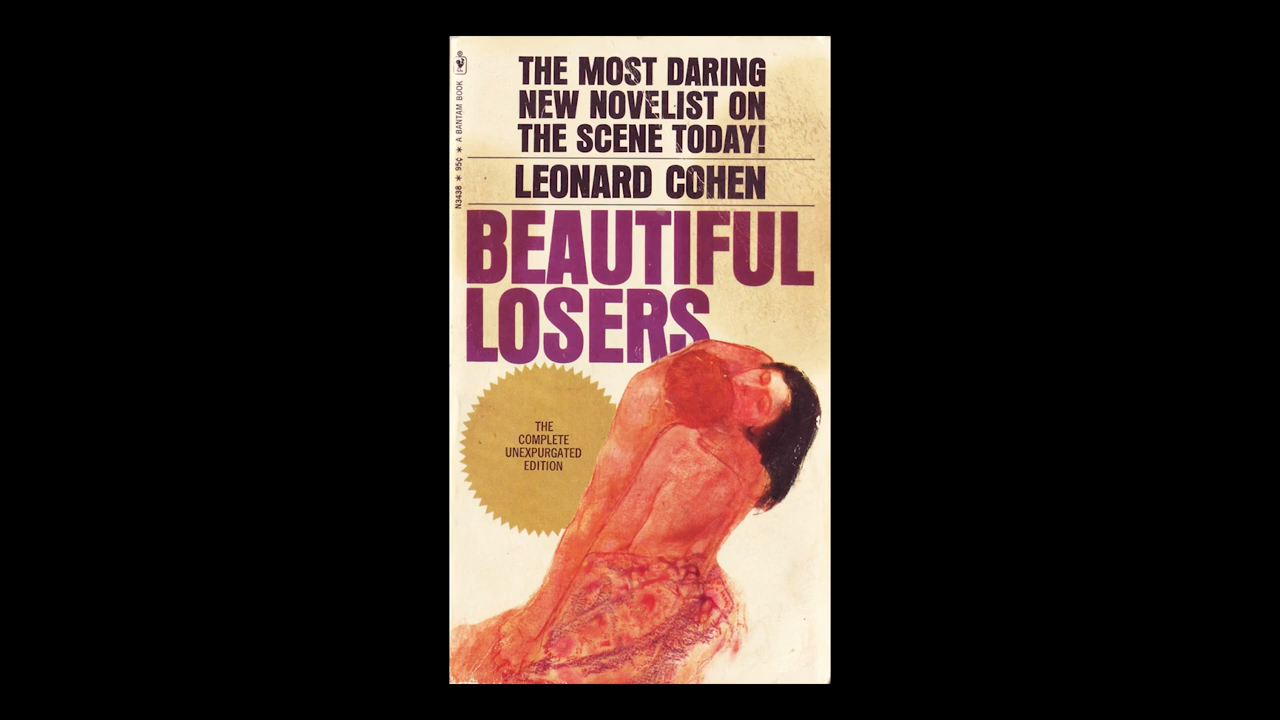 THE MOST DARING
NEW NOVELIST ON
THE SCENE TODAY!
LEONARD COHEN
BEAUTIFUL
LOSERS
THE
COMPLETE
UNEXPURGATED
EDITION
N3438 * 95¢ * A BANTAM BOOK